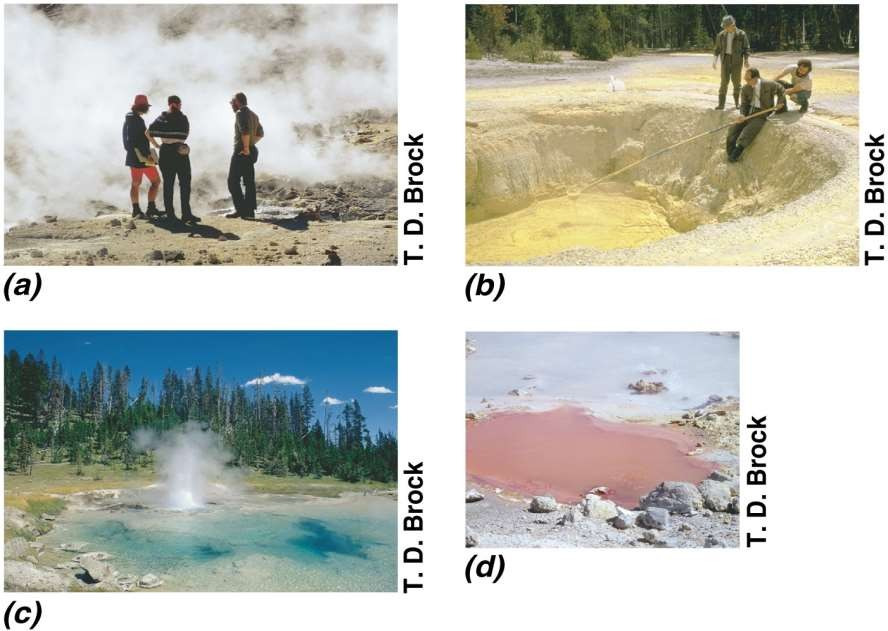 T. D. Brock
(a)
T. D. Brock
(b)
T. D. Brock
(c)
T. D. Brock
(d)